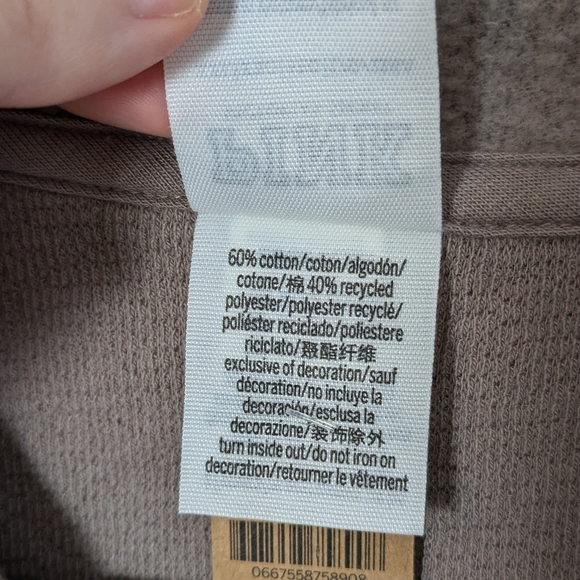 60% cotton/coton/algodón/
cotone/棉 40% recycled
polyester/polyester recyclé/
poliéster reciclado/poliestere
riciclato/聚酯纤维
exclusive of decoration/sauf
décoration/no incluye la
decoración/esclusa la
decorazione/装饰除外
turn inside out/do not iron on
decoration/retourner le vêtement
0667558758908